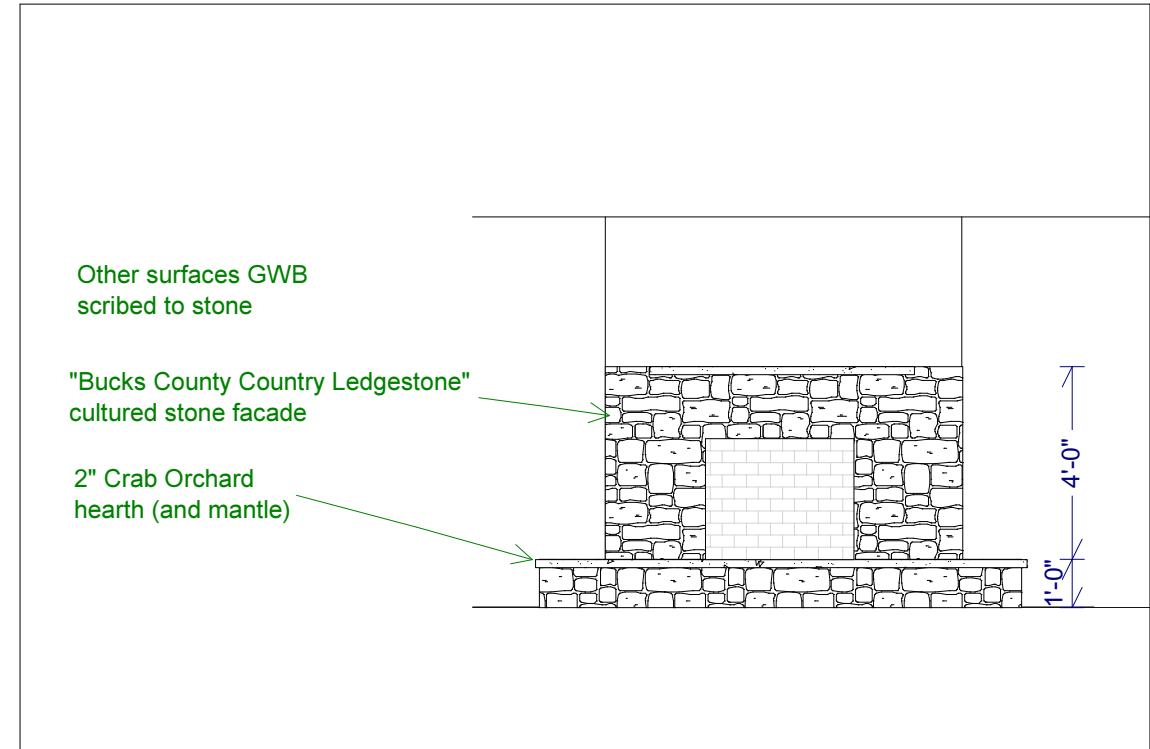 Other surfaces GWB
scribed to stone
"Bucks County Country Ledgestone"
cultured stone facade
2" Crab Orchard
hearth (and mantle)
4'-0"
1'-0"